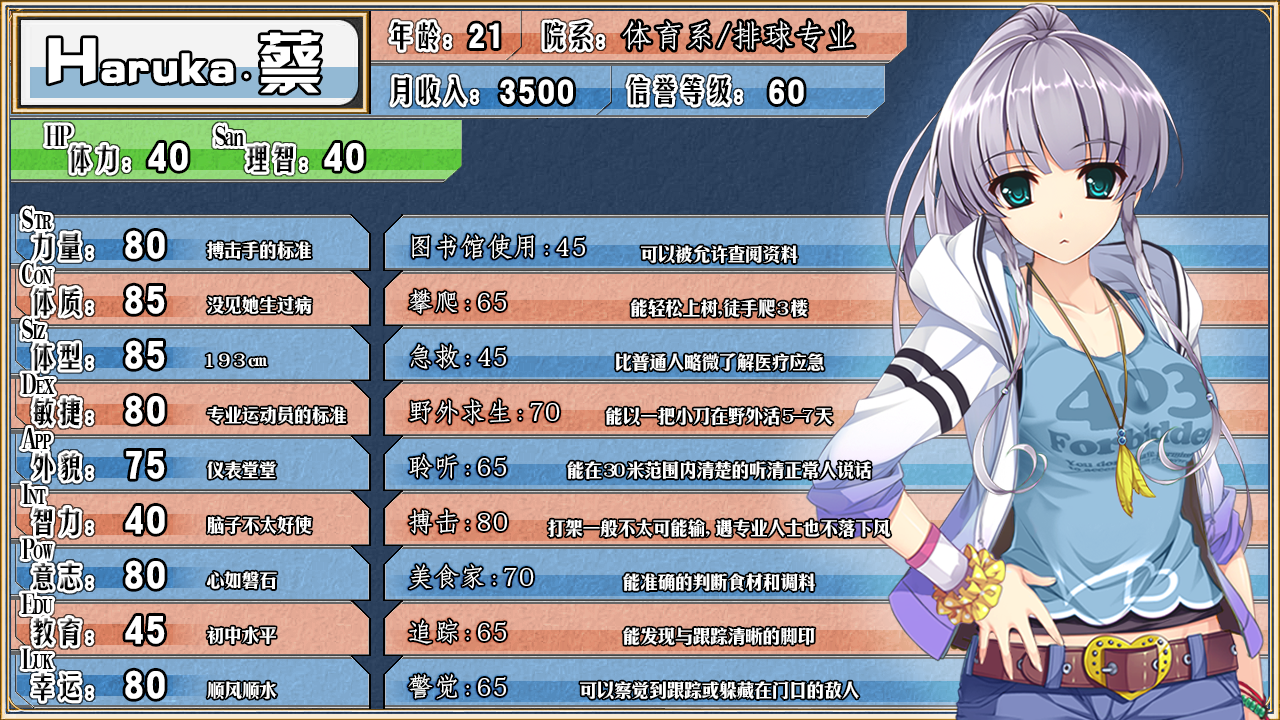 Haruka·蔡
年龄: 21 院系: 体育系/排球专业
月收入: 3500 信誉等级: 60
HP 体力: 40 San 理智: 40
STR 力量: 80 搏击手的标准
CON 体质: 85 没见她生过病
SIZ 体型: 85 193cm
DEX 敏捷: 80 专业运动员的标准
APP 外貌: 75 仪表堂堂
INT 智力: 40 脑子不太好使
POW 意志: 80 心如磐石
EDU 教育: 45 初中水平
LUK 幸运: 80 顺风顺水
图书馆使用:45 可以被允许查阅资料
攀爬:65 能轻松上树,徒手爬3楼
急救:45 比普通人略微了解医疗应急
野外求生:70 能以一把小刀在野外活5-7天
聆听:65 能在30米范围内清楚的听清正常人说话
搏击:80 打架一般不太可能输,遇专业人士也不落下风
美食家:70 能准确的判断食材和调料
追踪:65 能发现与跟踪清晰的脚印
警觉:65 可以察觉到跟踪或躲藏在门口的敌人
403
Forbidde
You don